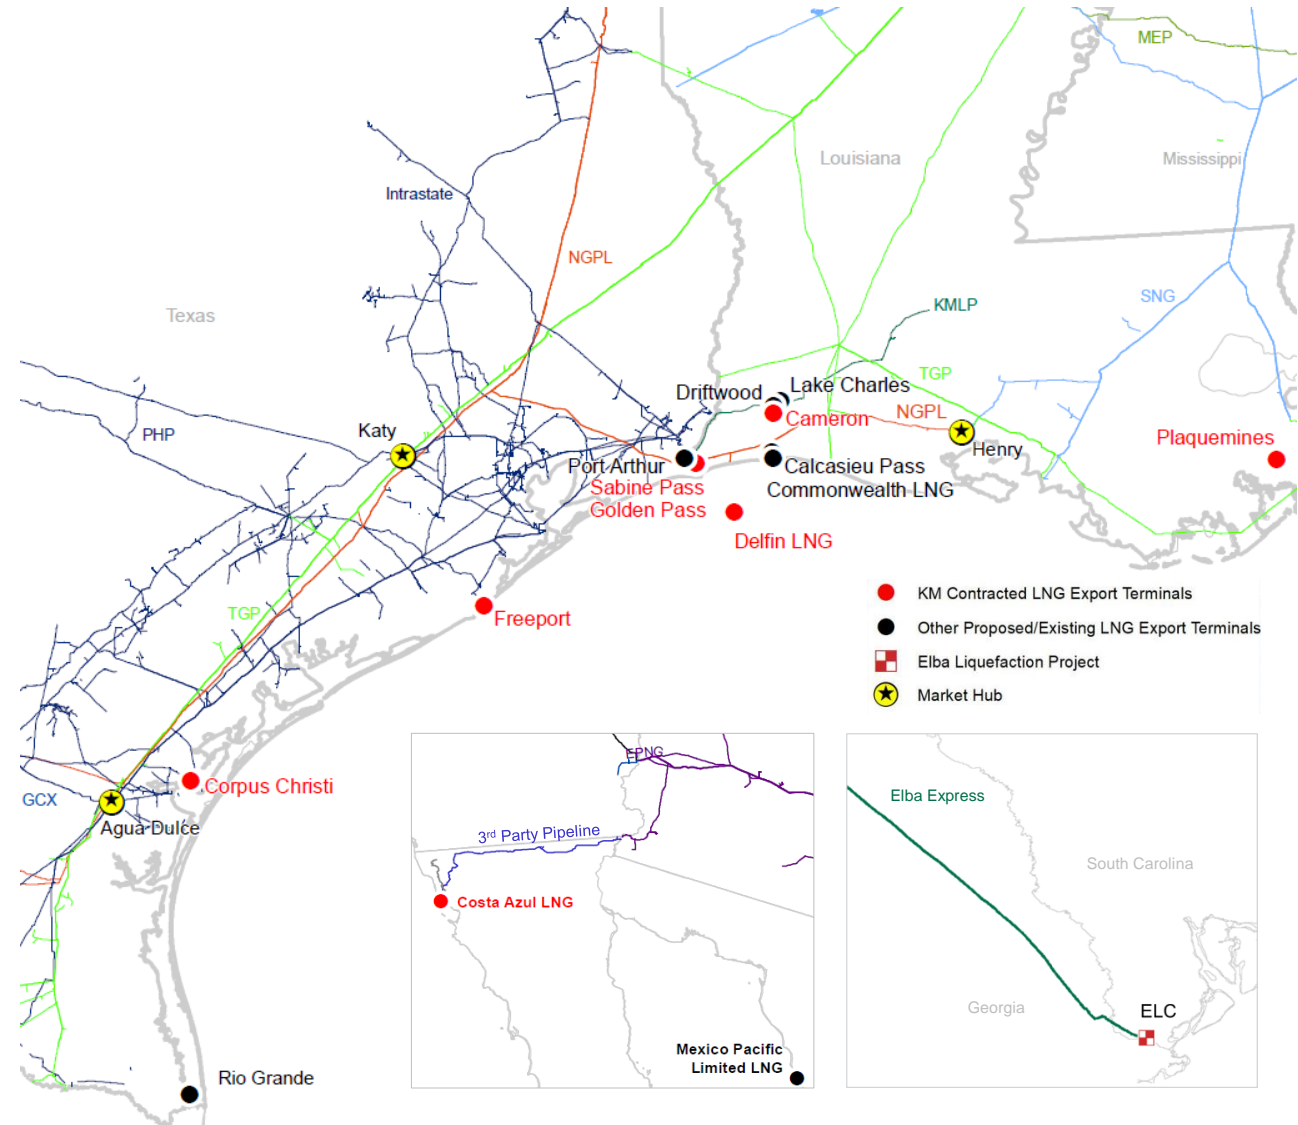 MEP
Louisiana
Mississippi
Intrastate
NGPL
SNG
KMLP
Texas
TGP
Lake Charles
Driftwood
NGPL
Cameron
Katy
PHP
Plaquemines
Henry
Port Arthur
Calcasieu Pass
Sabine Pass
Commonwealth LNG
Golden Pass
Delfin LNG
TGP
Freeport
KM Contracted LNG Export Terminals
Other Proposed/Existing LNG Export Terminals
Elba Liquefaction Project
Market Hub
Corpus Christi
GCX
Agua Dulce
EPNG
3rd Party Pipeline
Costa Azul LNG
Mexico Pacific
Limited LNG
Elba Express
South Carolina
Georgia
ELC
Rio Grande